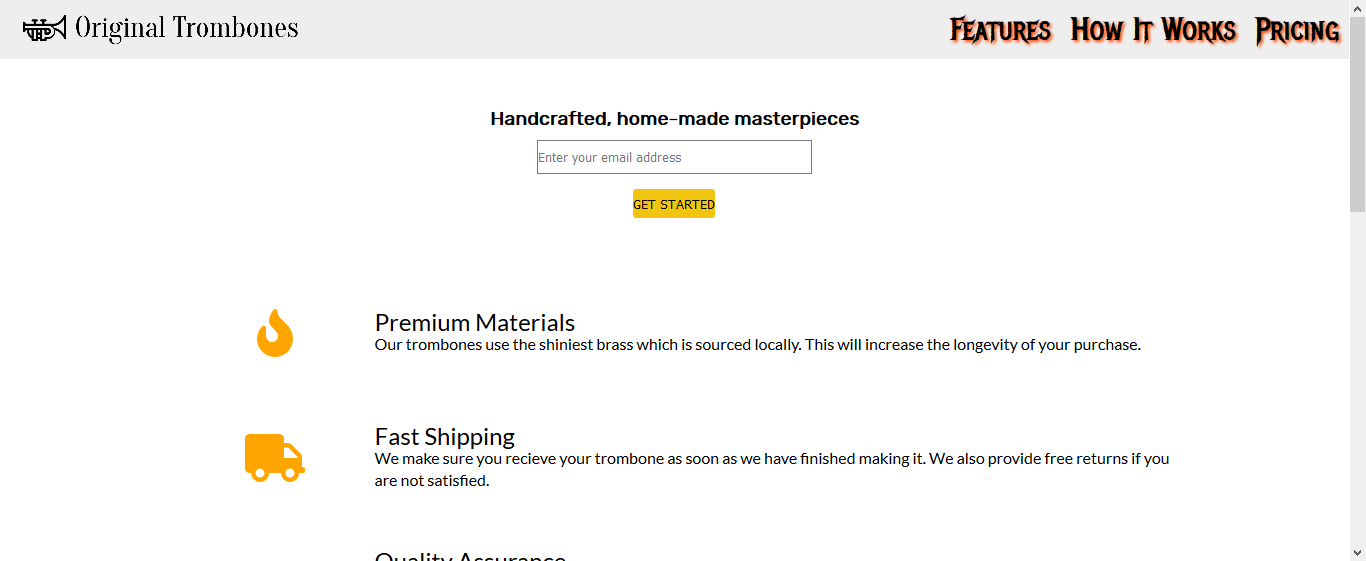 Original Trombones
Features How It Works Pricing
Handcrafted, home-made masterpieces
Enter your email address
GET STARTED
Premium Materials
Our trombones use the shiniest brass which is sourced locally. This will increase the longevity of your purchase.
Fast Shipping
We make sure you recieve your trombone as soon as we have finished making it. We also provide free returns if you
are not satisfied.
Quality Assurance